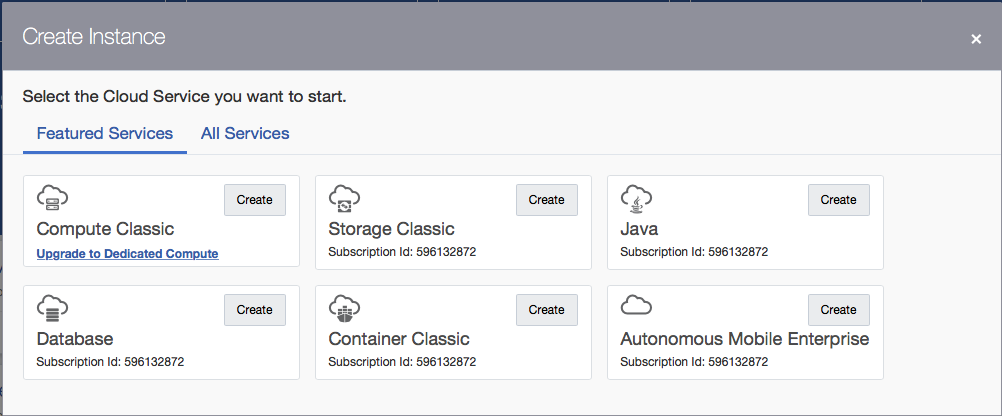 Create Instance
Select the Cloud Service you want to start.
Featured Services
All Services
Create
Compute Classic
Upgrade to Dedicated Compute
Create
Storage Classic
Subscription Id: 596132872
Create
Java
Subscription Id: 596132872
Create
Database
Subscription Id: 596132872
Create
Container Classic
Subscription Id: 596132872
Create
Autonomous Mobile Enterprise
Subscription Id: 596132872